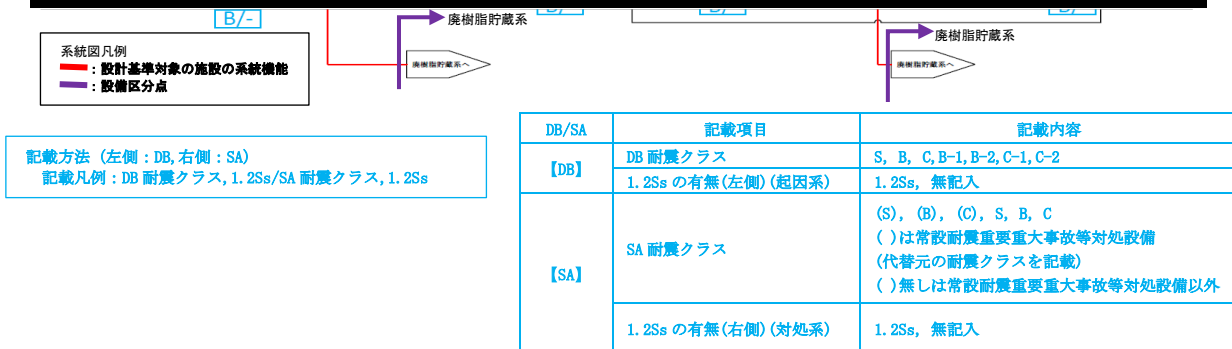 B/-
廃樹脂貯蔵系
B/-
B/-
B/-
廃樹脂貯蔵系
系統図凡例
：設計基準対象の施設の系統機能
：設備区分点
廃樹脂貯蔵系へ
廃樹脂貯蔵系へ
記載方法（左側：DB,右側：SA）
記載凡例：DB 耐震クラス,1.2Ss/SA 耐震クラス,1.2Ss
DB/SA 記載項目 記載内容
【DB】 DB 耐震クラス S, B, C,B-1,B-2,C-1,C-2
1.2Ss の有無(左側)(起因系) 1.2Ss, 無記入
【SA】 SA 耐震クラス (S), (B), (C), S, B, C
( )は常設耐震重要重大事故等対処設備
(代替元の耐震クラスを記載)
( )無しは常設耐震重要重大事故等対処設備以外
1.2Ss の有無(右側)(対処系) 1.2Ss, 無記入